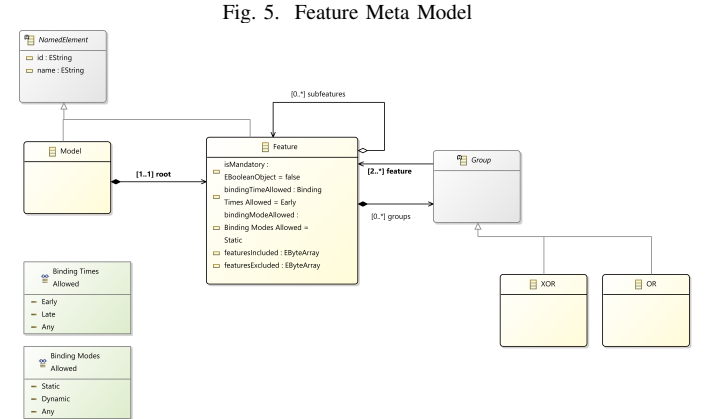 Fig. 5. Feature Meta Model
NamedElement
id : EString
name : EString
[0..*] subfeatures
Model
[1..1] root
Feature
isMandatory :
EBooleanObject = false
bindingTimeAllowed : Binding
Times Allowed = Early
bindingModeAllowed :
Binding Modes Allowed =
Static
featuresIncluded : EByteArray
featuresExcluded : EByteArray
Group
[2..*] feature
[0..*] groups
XOR
OR
Binding Times
Allowed
Early
Late
Any
Binding Modes
Allowed
Static
Dynamic
Any